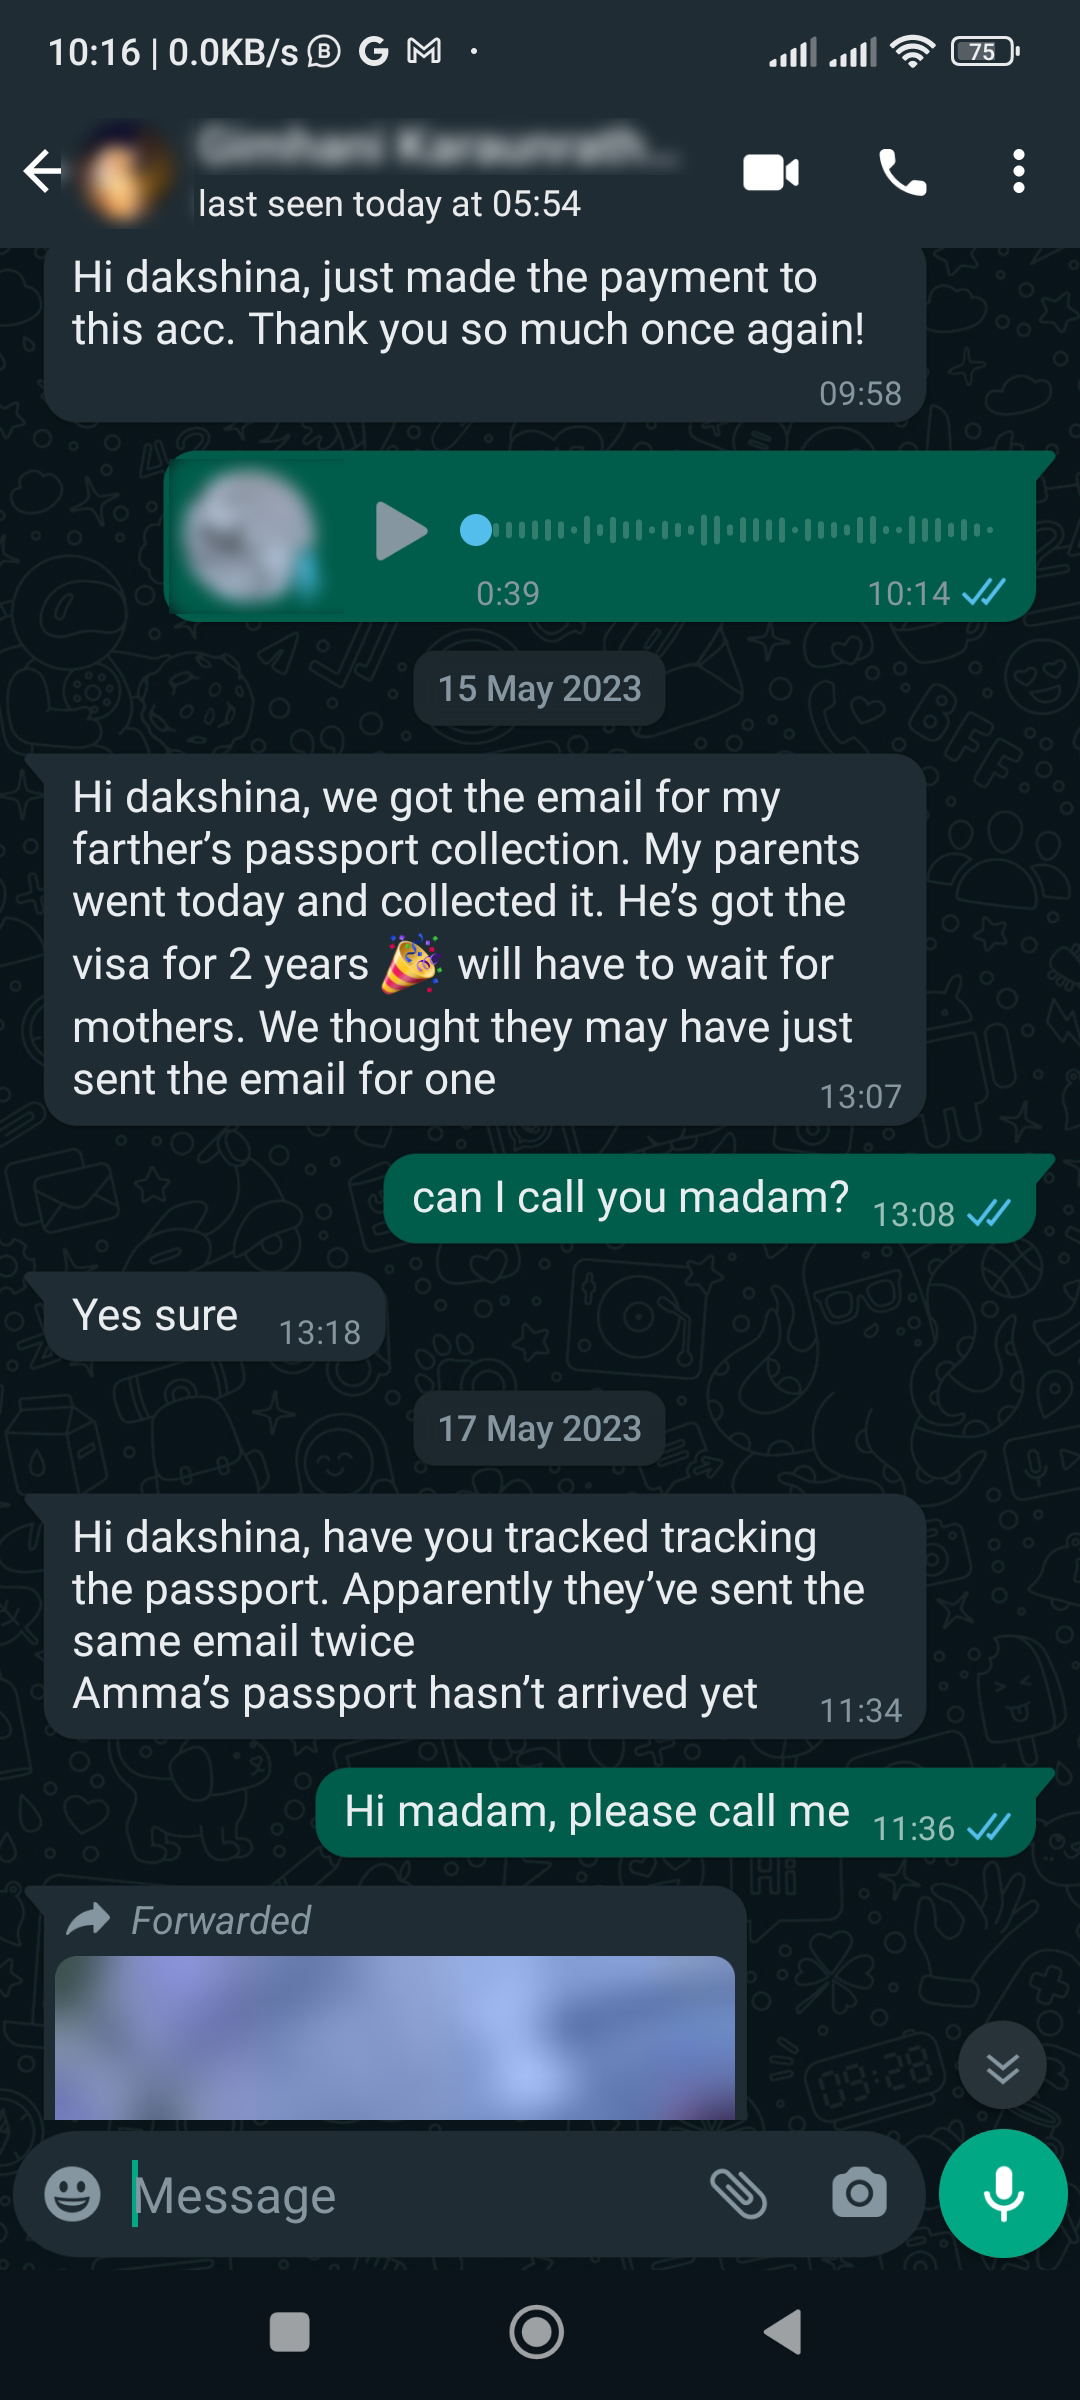 10:16 | 0.0KB/s
75
last seen today at 05:54
Hi dakshina, just made the payment to
this acc. Thank you so much once again!
09:58
0:39
10:14
15 May 2023
Hi dakshina, we got the email for my
farther’s passport collection. My parents
went today and collected it. He’s got the
visa for 2 years 🎉 will have to wait for
mothers. We thought they may have just
sent the email for one
13:07
can I call you madam? 13:08
Yes sure 13:18
17 May 2023
Hi dakshina, have you tracked tracking
the passport. Apparently they’ve sent the
same email twice
Amma’s passport hasn’t arrived yet 11:34
Hi madam, please call me 11:36
Forwarded
Message